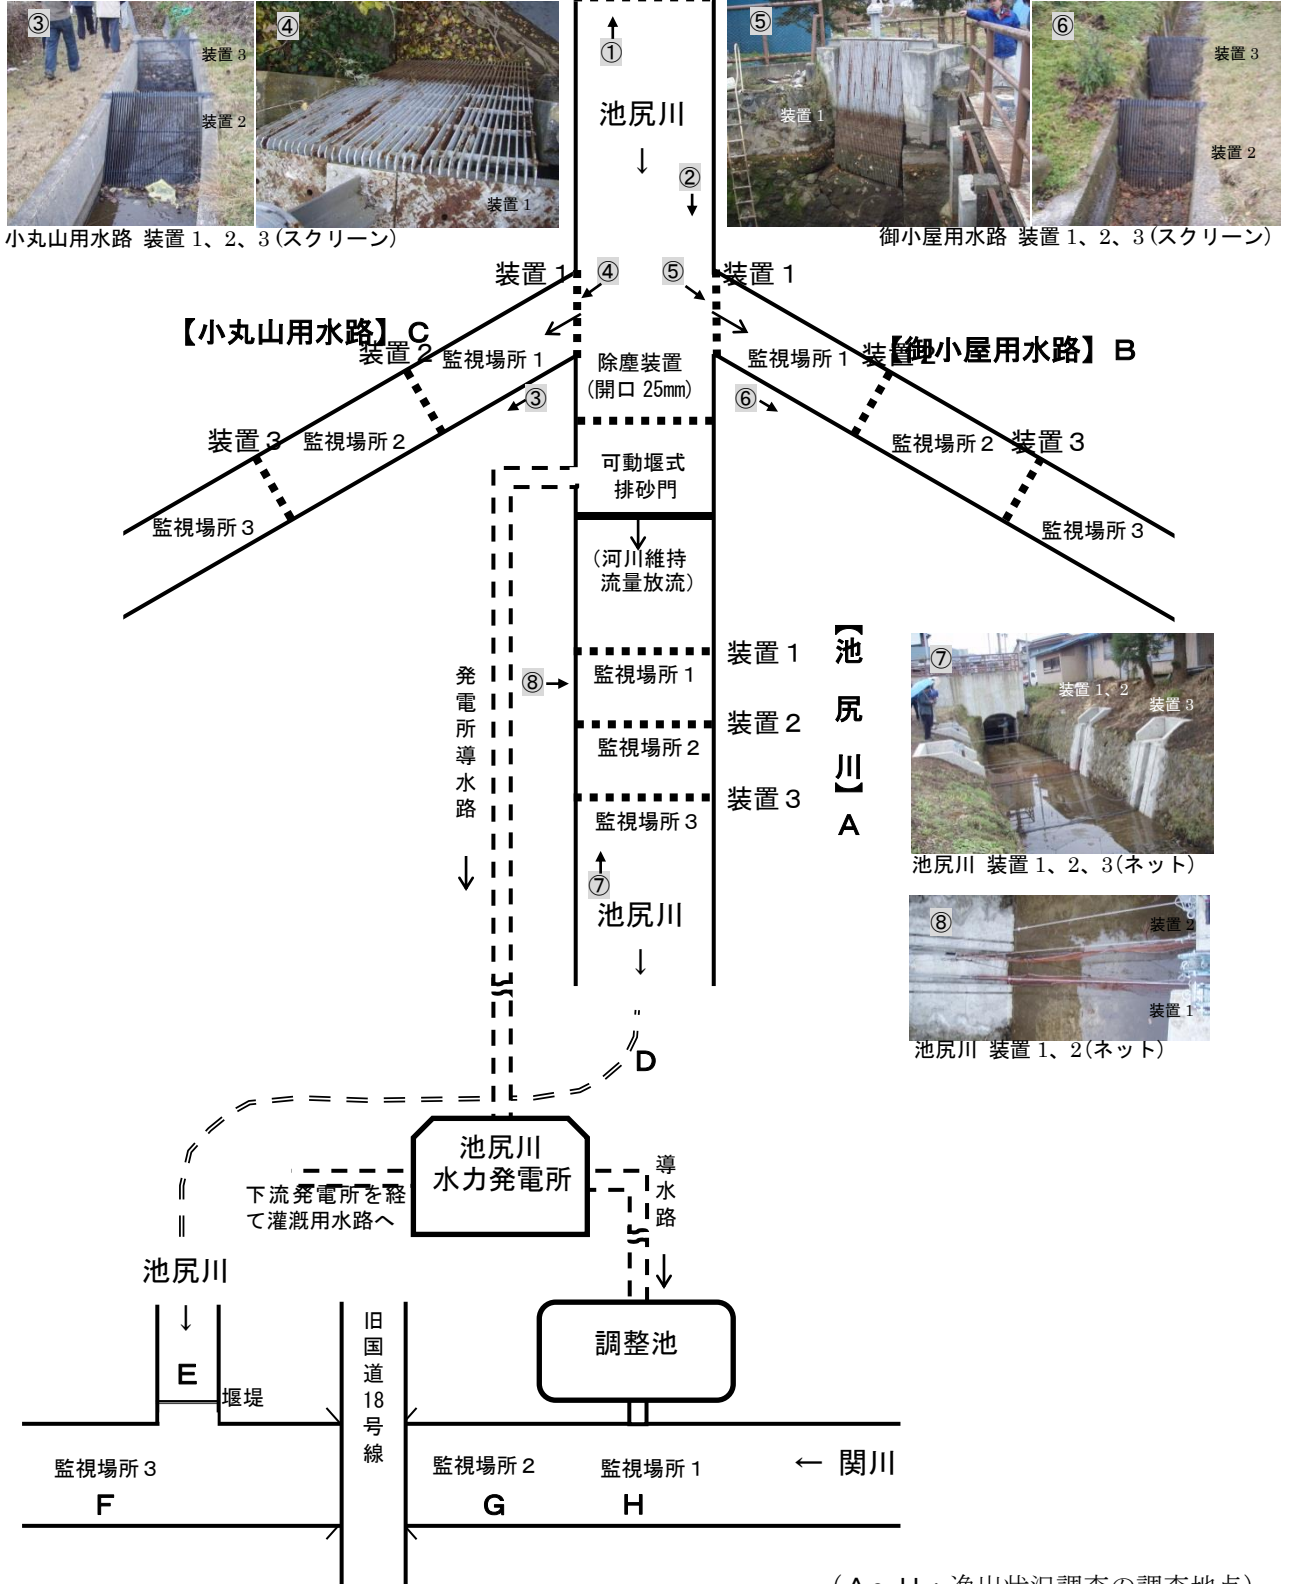 ③
装置 3
装置 2
④
装置 1
小丸山用水路 装置 1、2、3 (スクリーン)
①
池尻川
↓
②
⑤
装置 1
⑥
装置 3
装置 2
御小屋用水路 装置 1、2、3 (スクリーン)
装置１
④
⑤
装置１
【小丸山用水路】 Ｃ
装置２
監視場所１
③
装置３
監視場所２
監視場所３
除塵装置
(開口 25mm)
監視場所１
【御小屋用水路】 Ｂ
⑥
監視場所２
装置３
監視場所３
可動堰式
排砂門
(河川維持
流量放流)
発電所導水路
⑧
装置１
監視場所１
装置２
監視場所２
装置３
監視場所３
【池尻川】Ａ
⑦
池尻川
↓
⑦
装置 1、2
装置 3
池尻川 装置 1、2、3(ネット)
⑧
装置 2
装置 1
池尻川 装置 1、2(ネット)
Ｄ
池尻川
水力発電所
導水路
下流発電所を経
て灌漑用水路へ
池尻川
↓
Ｅ
堰堤
旧国道18号線
調整池
監視場所３
Ｆ
監視場所２
Ｇ
監視場所１
Ｈ
← 関川